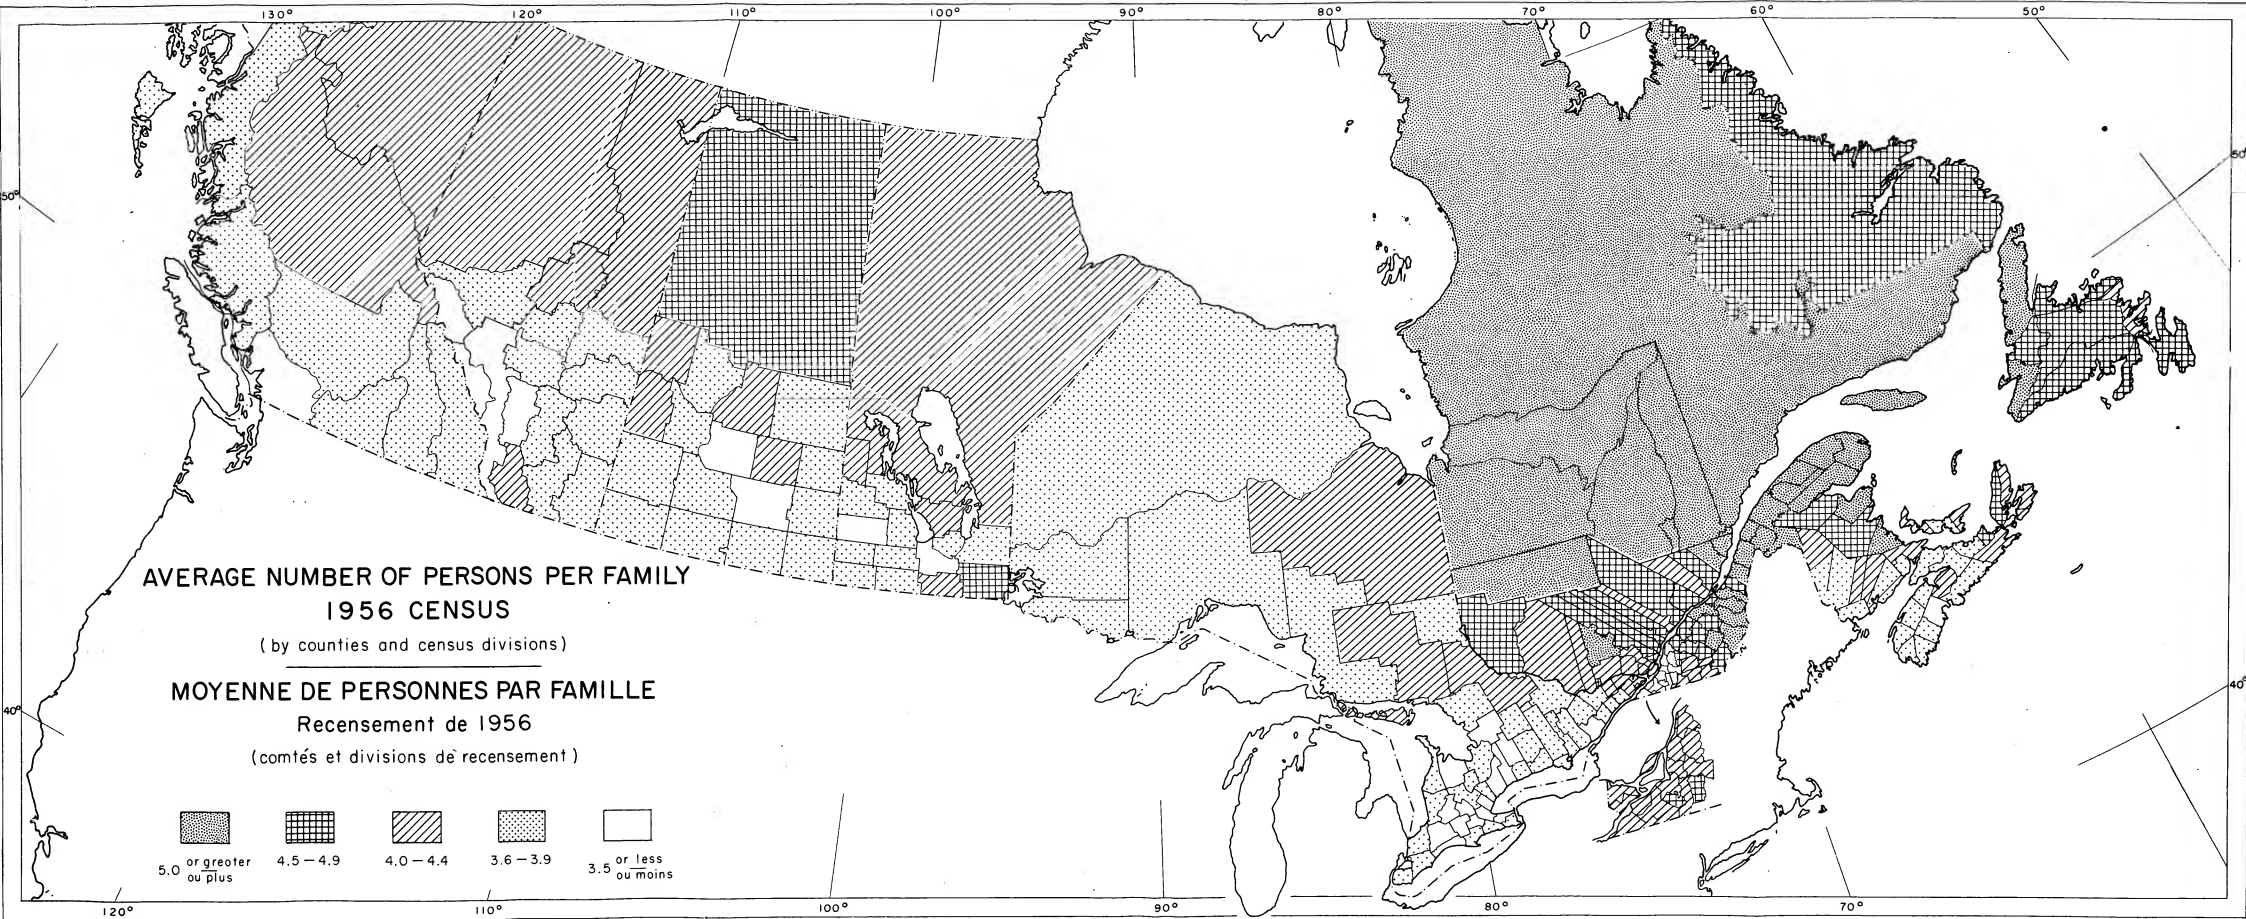 130° 120° 110° 100° 90° 80° 70° 60° 50°
50° 50°
40° 40°
AVERAGE NUMBER OF PERSONS PER FAMILY
1956 CENSUS
(by counties and census divisions)
MOYENNE DE PERSONNES PAR FAMILLE
Recensement de 1956
(comtés et divisions de recensement)
5.0 or greater ou plus 4.5-4.9 4.0-4.4 3.6-3.9 3.5 or less ou moins
120° 110° 100° 90° 80° 70°